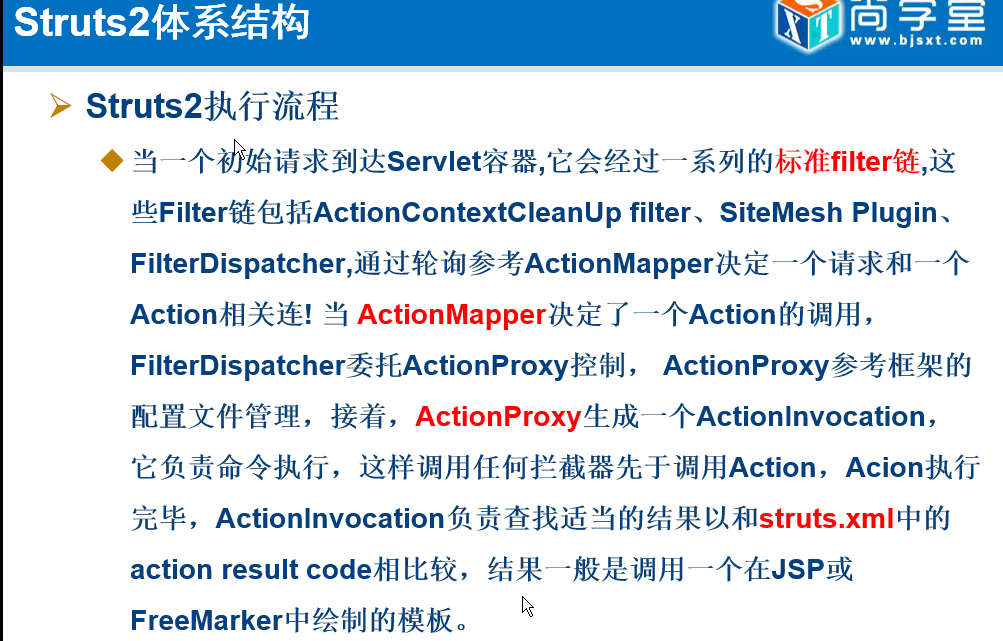 Struts2体系结构
尚学堂
www.bjsxt.com
Struts2执行流程
当一个初始请求到达Servlet容器,它会经过一系列的标准filter链,这
些Filter链包括ActionContextCleanUp filter、SiteMesh Plugin、
FilterDispatcher,通过轮询参考ActionMapper决定一个请求和一个
Action相关连! 当 ActionMapper决定了一个Action的调用，
FilterDispatcher委托ActionProxy控制， ActionProxy参考框架的
配置文件管理，接着，ActionProxy生成一个ActionInvocation，
它负责命令执行，这样调用任何拦截器先于调用Action，Acion执行
完毕，ActionInvocation负责查找适当的结果以和struts.xml中的
action result code相比较，结果一般是调用一个在JSP或
FreeMarker中绘制的模板。